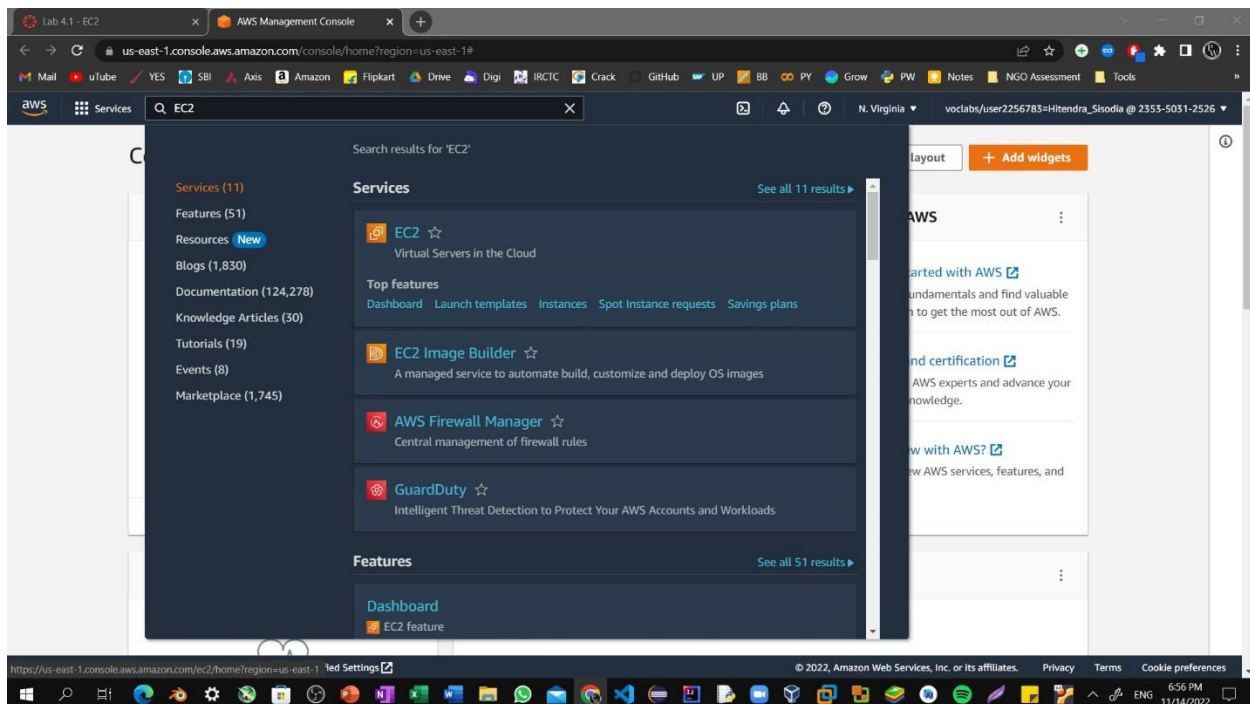 Lab 4.1 - EC2
AWS Management Console
us-east-1.console.aws.amazon.com/console/home?region=us-east-1#
Mail uTube YES SBI Axis Amazon Flipkart Drive Digi IRCTC Crack GitHub UP BB PY Grow PW Notes NGO Assessment Tools »
aws Services EC2 N. Virginia voclabs/user2256783=Hitendra_Sisodia @ 2353-5031-2526
Search results for 'EC2'
layout + Add widgets
Services (11)
Features (51)
Resources New
Blogs (1,830)
Documentation (124,278)
Knowledge Articles (30)
Tutorials (19)
Events (8)
Marketplace (1,745)
Services See all 11 results
EC2
Virtual Servers in the Cloud
Top features
Dashboard Launch templates Instances Spot Instance requests Savings plans
EC2 Image Builder
A managed service to automate build, customize and deploy OS images
AWS Firewall Manager
Central management of firewall rules
GuardDuty
Intelligent Threat Detection to Protect Your AWS Accounts and Workloads
Features See all 51 results
Dashboard
EC2 feature
AWS
arted with AWS
undamentals and find valuable
n to get the most out of AWS.
nd certification
AWS experts and advance your
nowledge.
w with AWS?
ew AWS services, features, and
https://us-east-1.console.aws.amazon.com/ec2/home?region=us-east-1 fied Settings © 2022, Amazon Web Services, Inc. or its affiliates. Privacy Terms Cookie preferences
ENG 6:56 PM
11/14/2022